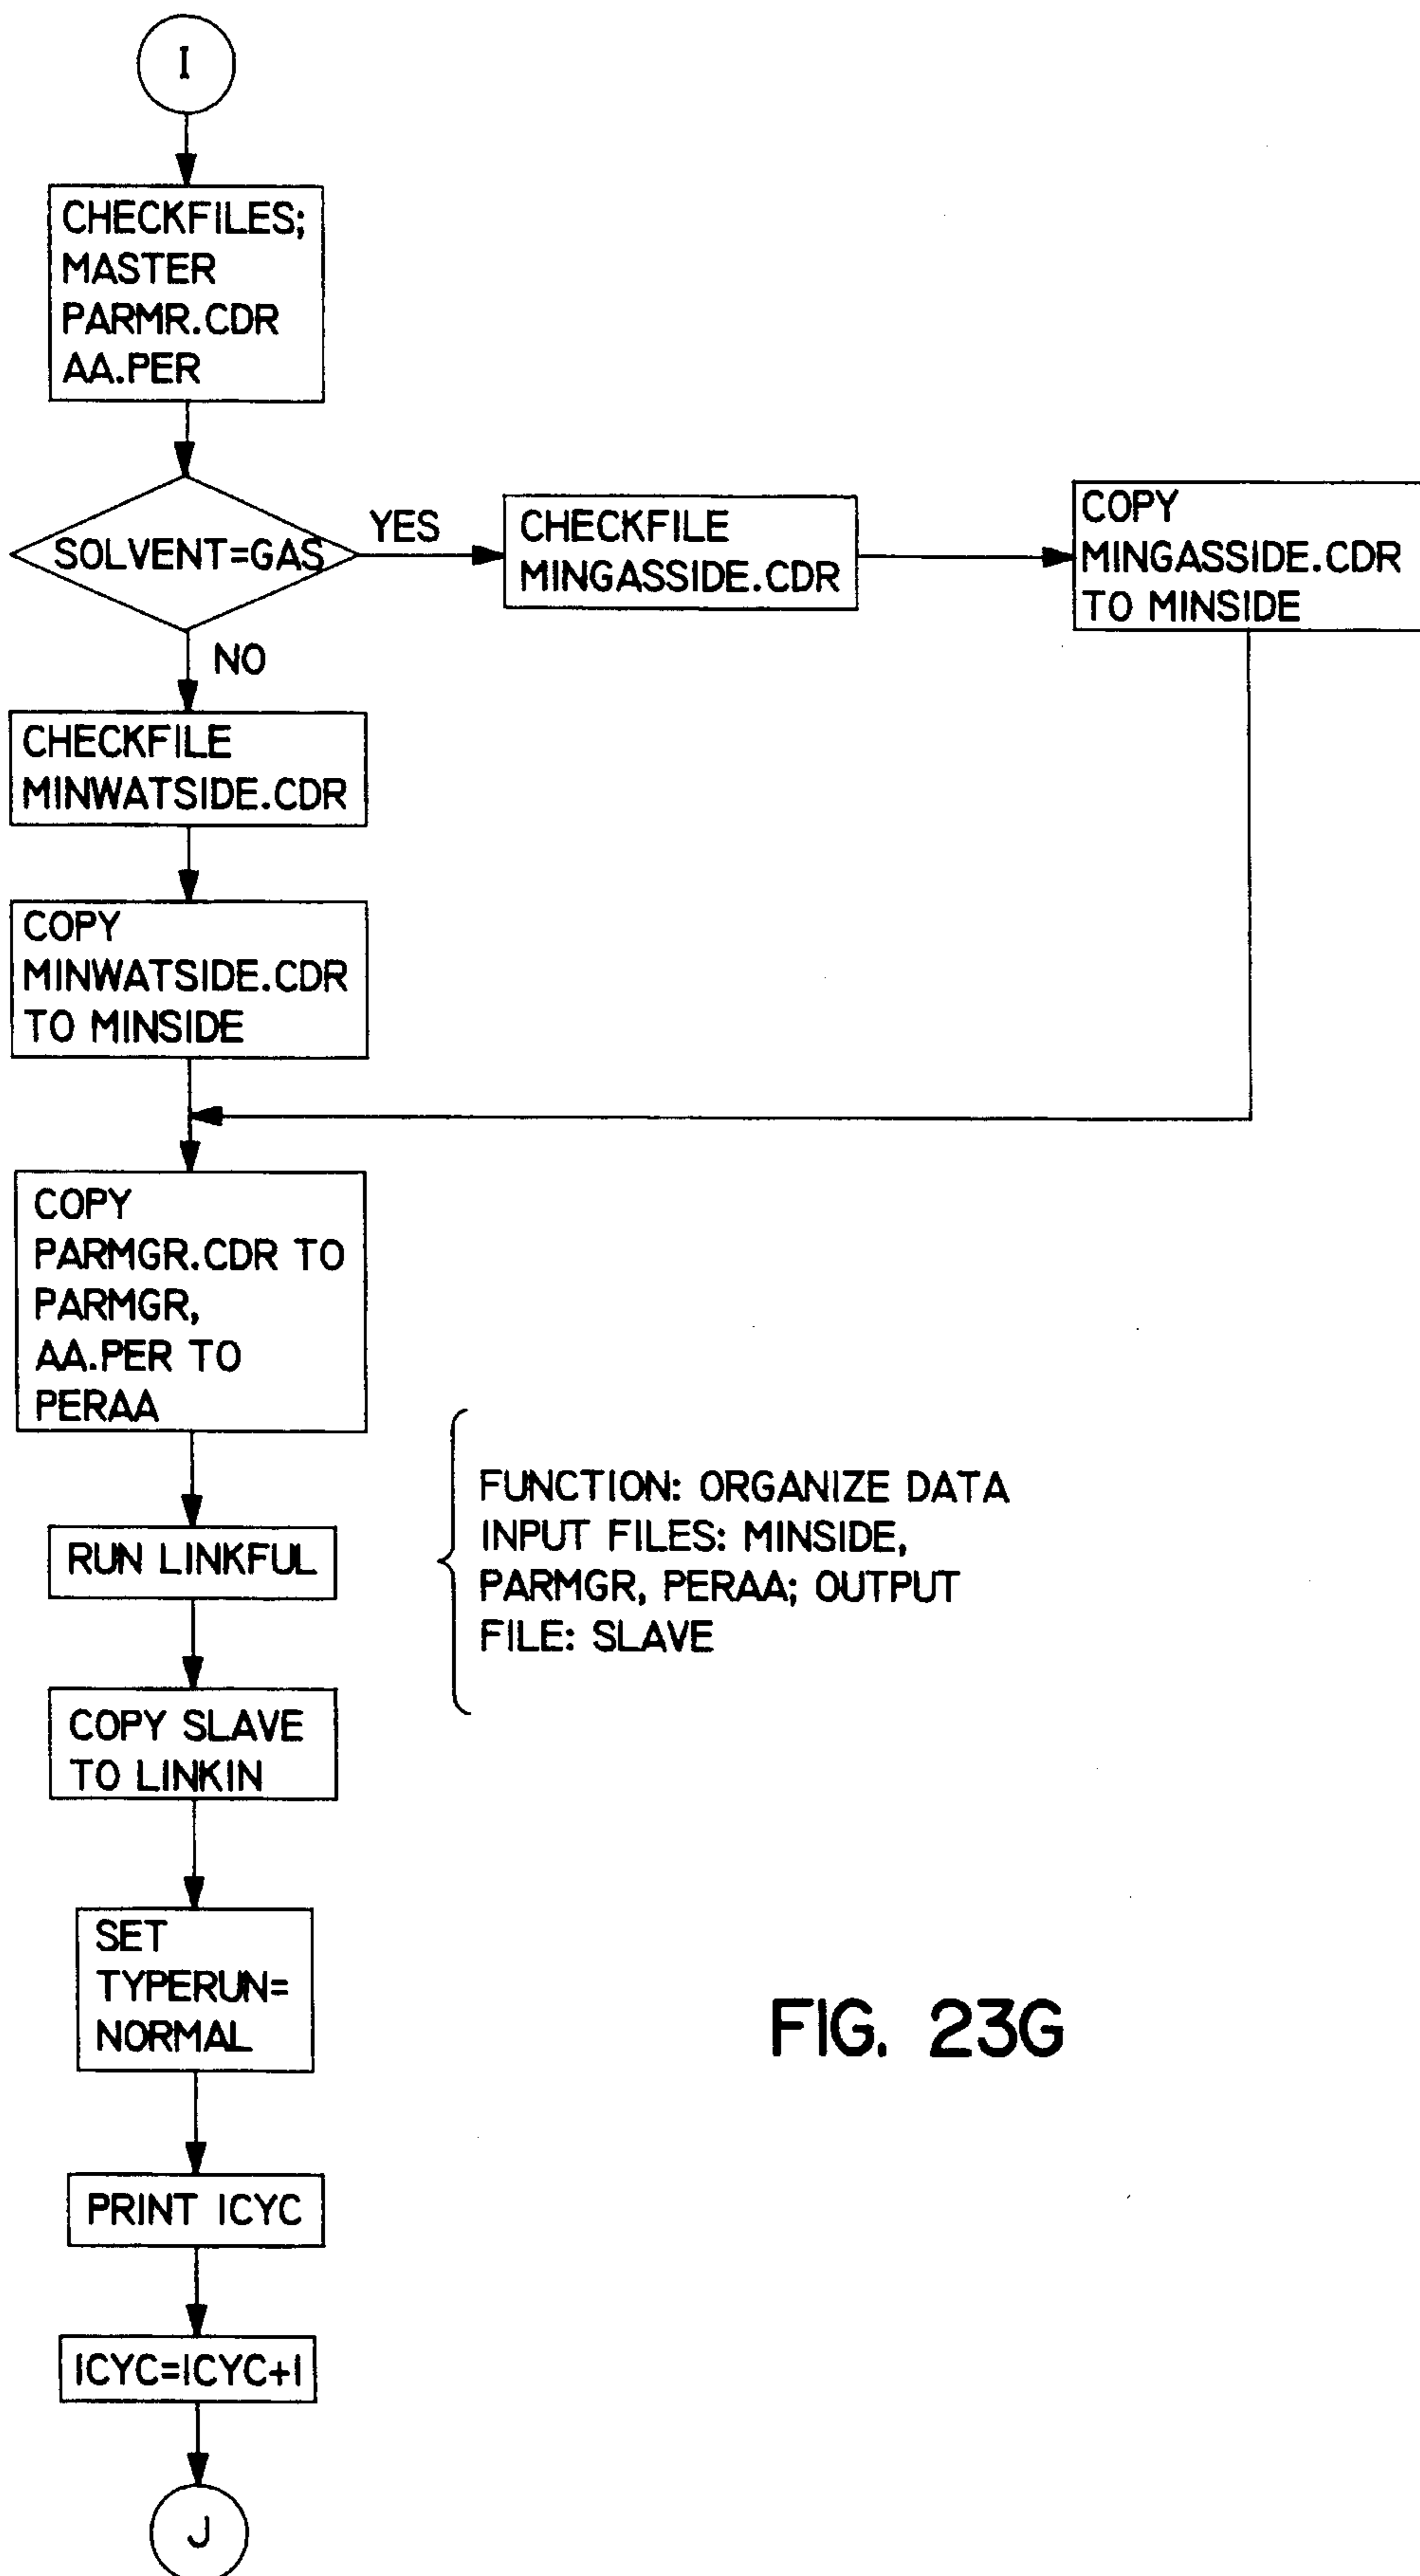 I
CHECKFILES;
MASTER
PARMR.CDR
AA.PER
SOLVENT=GAS
YES
CHECKFILE
MINGASSIDE.CDR
COPY
MINGASSIDE.CDR
TO MINSIDE
NO
CHECKFILE
MINWATSIDE.CDR
COPY
MINWATSIDE.CDR
TO MINSIDE
COPY
PARMGR.CDR TO
PARMGR,
AA.PER TO
PERAA
RUN LINKFUL
FUNCTION: ORGANIZE DATA
INPUT FILES: MINSIDE,
PARMGR, PERAA; OUTPUT
FILE: SLAVE
COPY SLAVE
TO LINKIN
SET
TYPERUN=
NORMAL
FIG. 23G
PRINT ICYC
ICYC=ICYC+I
J